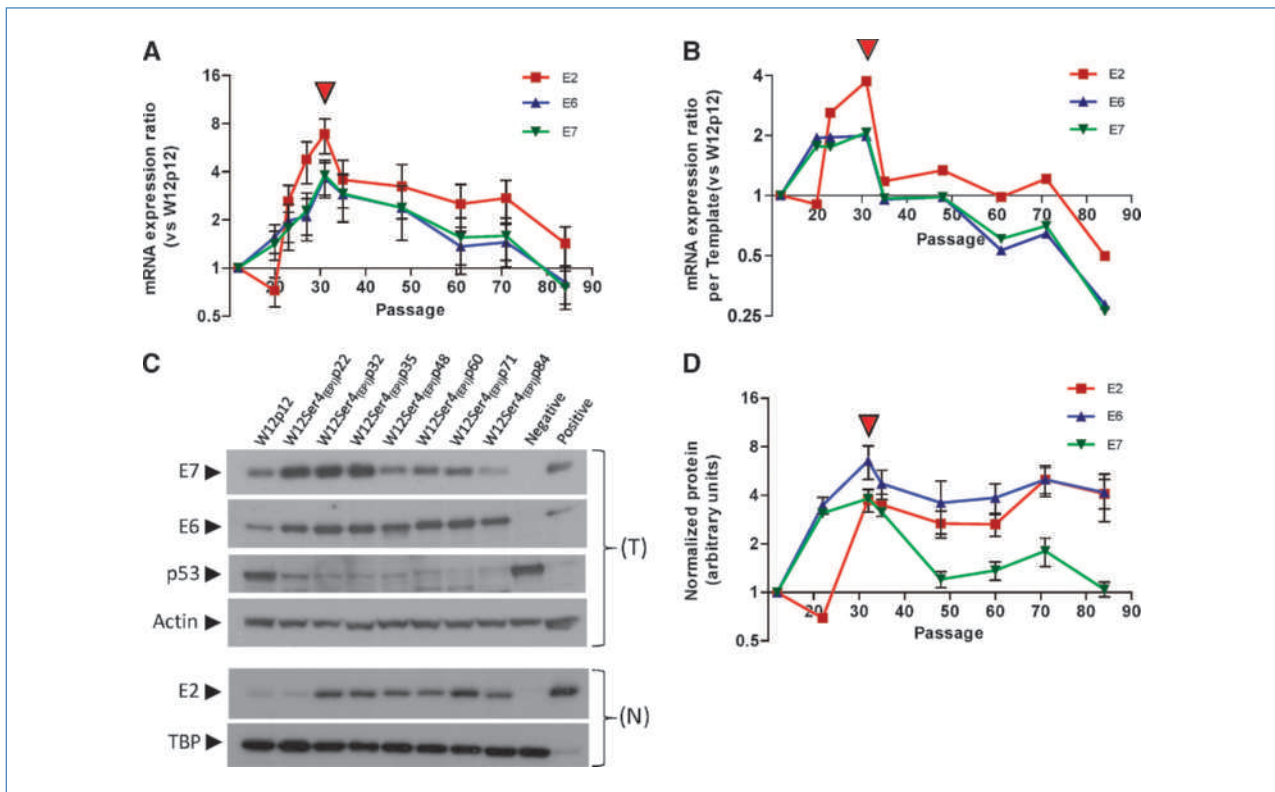 A
mRNA expression ratio
(vs W12p12)
16
8
4
2
1
0.5
20
30
40
50
60
70
80
90
Passage
E2
E6
E7
B
mRNA expression ratio
per Template (vs W12p12)
4
2
1
0.5
0.25
20
30
40
50
60
70
80
90
Passage
E2
E6
E7
C
W12p12
W12Ser4(EPI)p22
W12Ser4(EPI)p32
W12Ser4(EPI)p35
W12Ser4(EPI)p48
W12Ser4(EPI)p60
W12Ser4(EPI)p71
W12Ser4(EPI)p84
Negative
Positive
E7
E6
p53
Actin
(T)
E2
TBP
(N)
D
Normalized protein
(arbitrary units)
16
8
4
2
1
0.5
20
30
40
50
60
70
80
90
Passage
E2
E6
E7